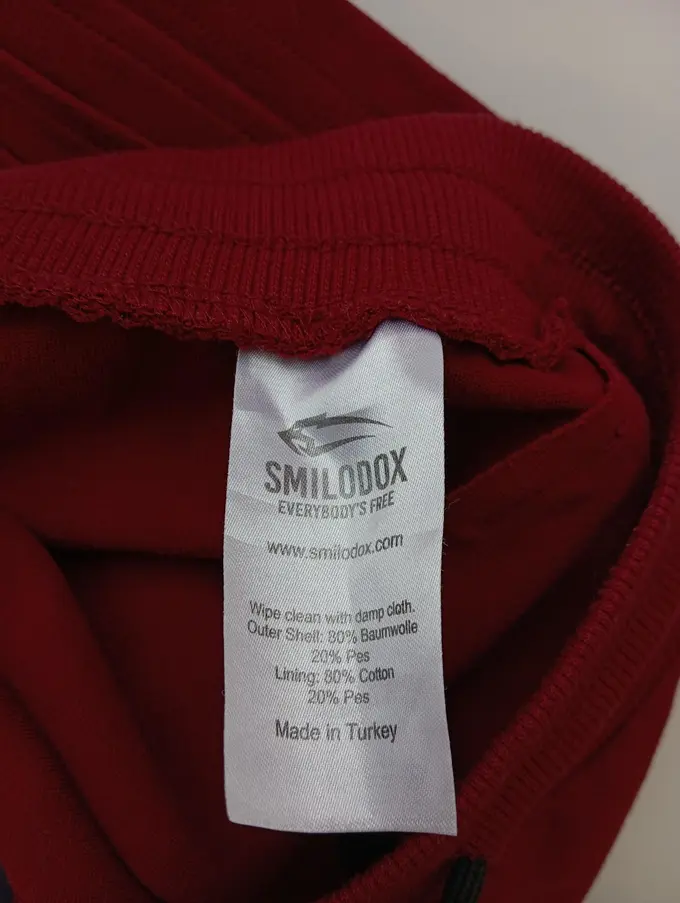 SMILODOX
EVERYBODY'S FREE
www.smilodox.com
Wipe clean with damp cloth.
Outer Shell: 80% Baumwolle
20% Pes
Lining: 80% Cotton
20% Pes
Made in Turkey